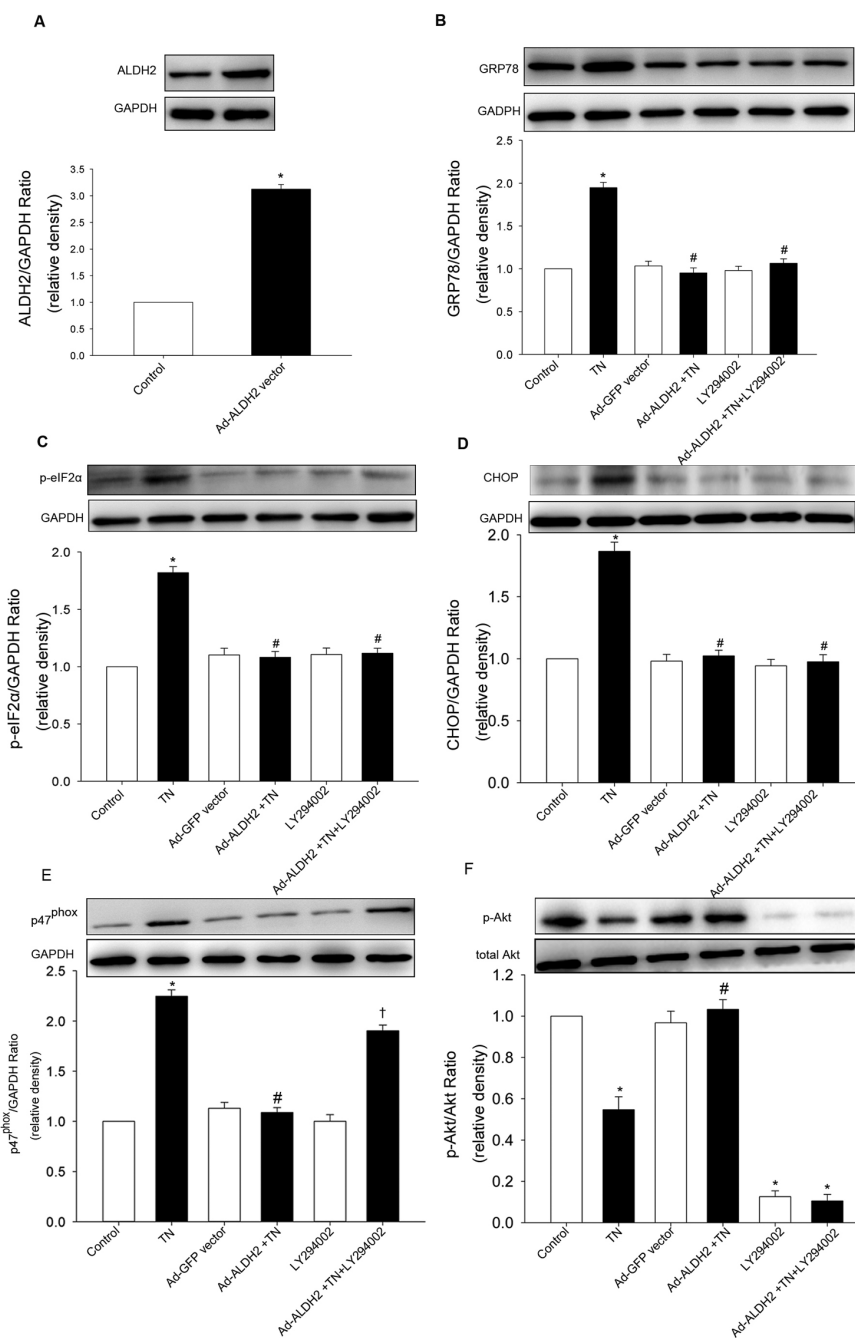 A
ALDH2
GAPDH
ALDH2/GAPDH Ratio
(relative density)
3.5
3.0
2.5
2.0
1.5
1.0
0.5
0.0
*
Control
Ad-ALDH2 vector
B
GRP78
GADPH
GRP78/GAPDH Ratio
(relative density)
2.5
2.0
1.5
1.0
0.5
0.0
*
#
#
Control
TN
Ad-GFP vector
Ad-ALDH2 +TN
LY294002
Ad-ALDH2 +TN+LY294002
C
p-eIF2α
GAPDH
p-eIF2α/GAPDH Ratio
(relative density)
2.0
1.5
1.0
0.5
0.0
*
#
#
Control
TN
Ad-GFP vector
Ad-ALDH2 +TN
LY294002
Ad-ALDH2 +TN+LY294002
D
CHOP
GAPDH
CHOP/GAPDH Ratio
(relative density)
2.0
1.5
1.0
0.5
0.0
*
#
#
Control
TN
Ad-GFP vector
Ad-ALDH2 +TN
LY294002
Ad-ALDH2 +TN+LY294002
E
p47phox
GAPDH
p47phox/GAPDH Ratio
(relative density)
2.5
2.0
1.5
1.0
0.5
0.0
*
#
†
Control
TN
Ad-GFP vector
Ad-ALDH2 +TN
LY294002
Ad-ALDH2 +TN+LY294002
F
p-Akt
total Akt
p-Akt/Akt Ratio
(relative density)
1.2
1.0
0.8
0.6
0.4
0.2
0.0
*
#
*
*
Control
TN
Ad-GFP vector
Ad-ALDH2 +TN
LY294002
Ad-ALDH2 +TN+LY294002